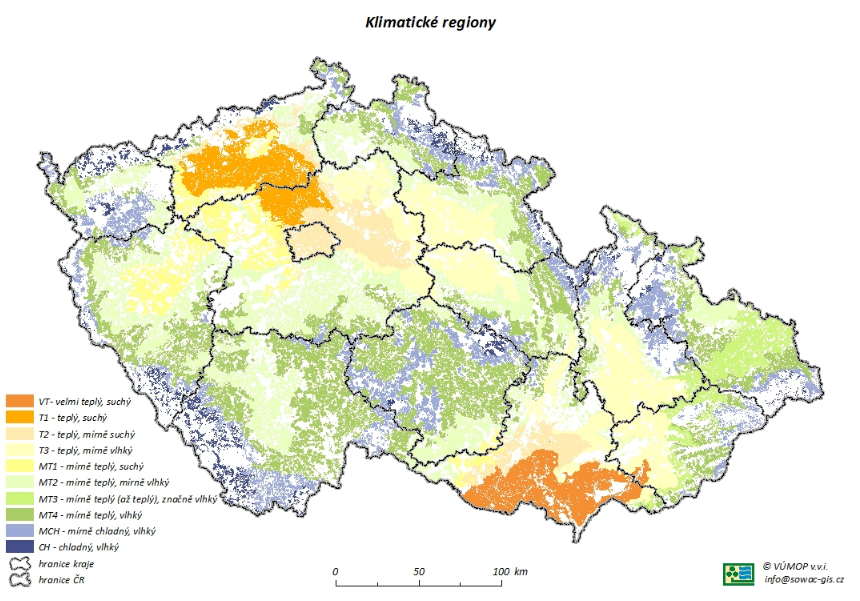 Klimatické regiony
VT- velmi teplý, suchý
T1 - teplý, suchý
T2 - teplý, mírně suchý
T3 - teplý, mírně vlhký
MT1 - mírně teplý, suchý
MT2 - mírně teplý, mírně vlhký
MT3 - mírně teplý (až teplý), značně vlhký
MT4 - mírně teplý, vlhký
MCH - mírně chladný, vlhký
CH - chladný, vlhký
hranice kraje
hranice ČR
0 50 100 km
© VÚMOP v.v.i.
info@sowac-gis.cz